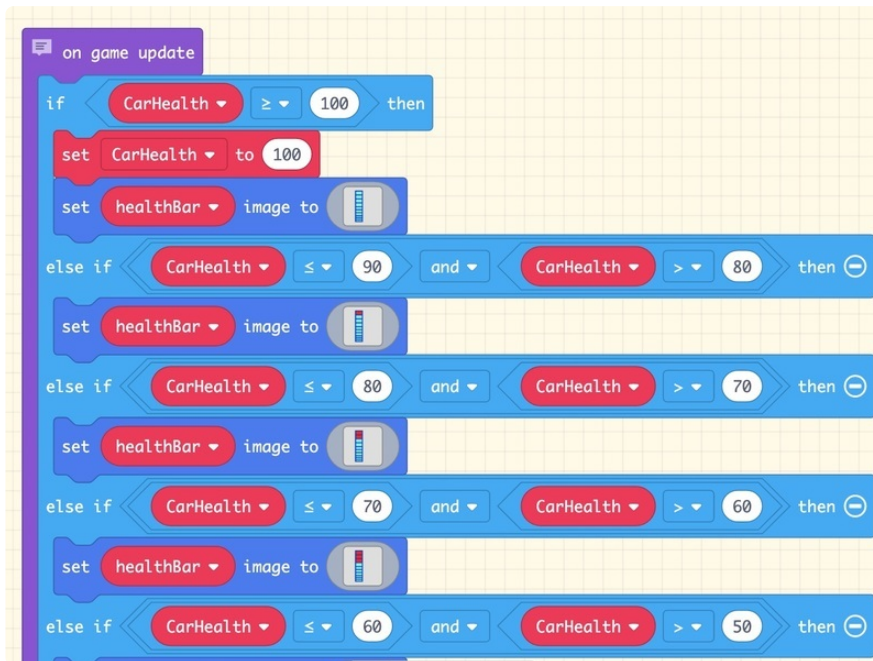 on game update
if CarHealth ≥ 100 then
set CarHealth to 100
set healthBar image to
else if CarHealth ≤ 90 and CarHealth > 80 then
set healthBar image to
else if CarHealth ≤ 80 and CarHealth > 70 then
set healthBar image to
else if CarHealth ≤ 70 and CarHealth > 60 then
set healthBar image to
else if CarHealth ≤ 60 and CarHealth > 50 then